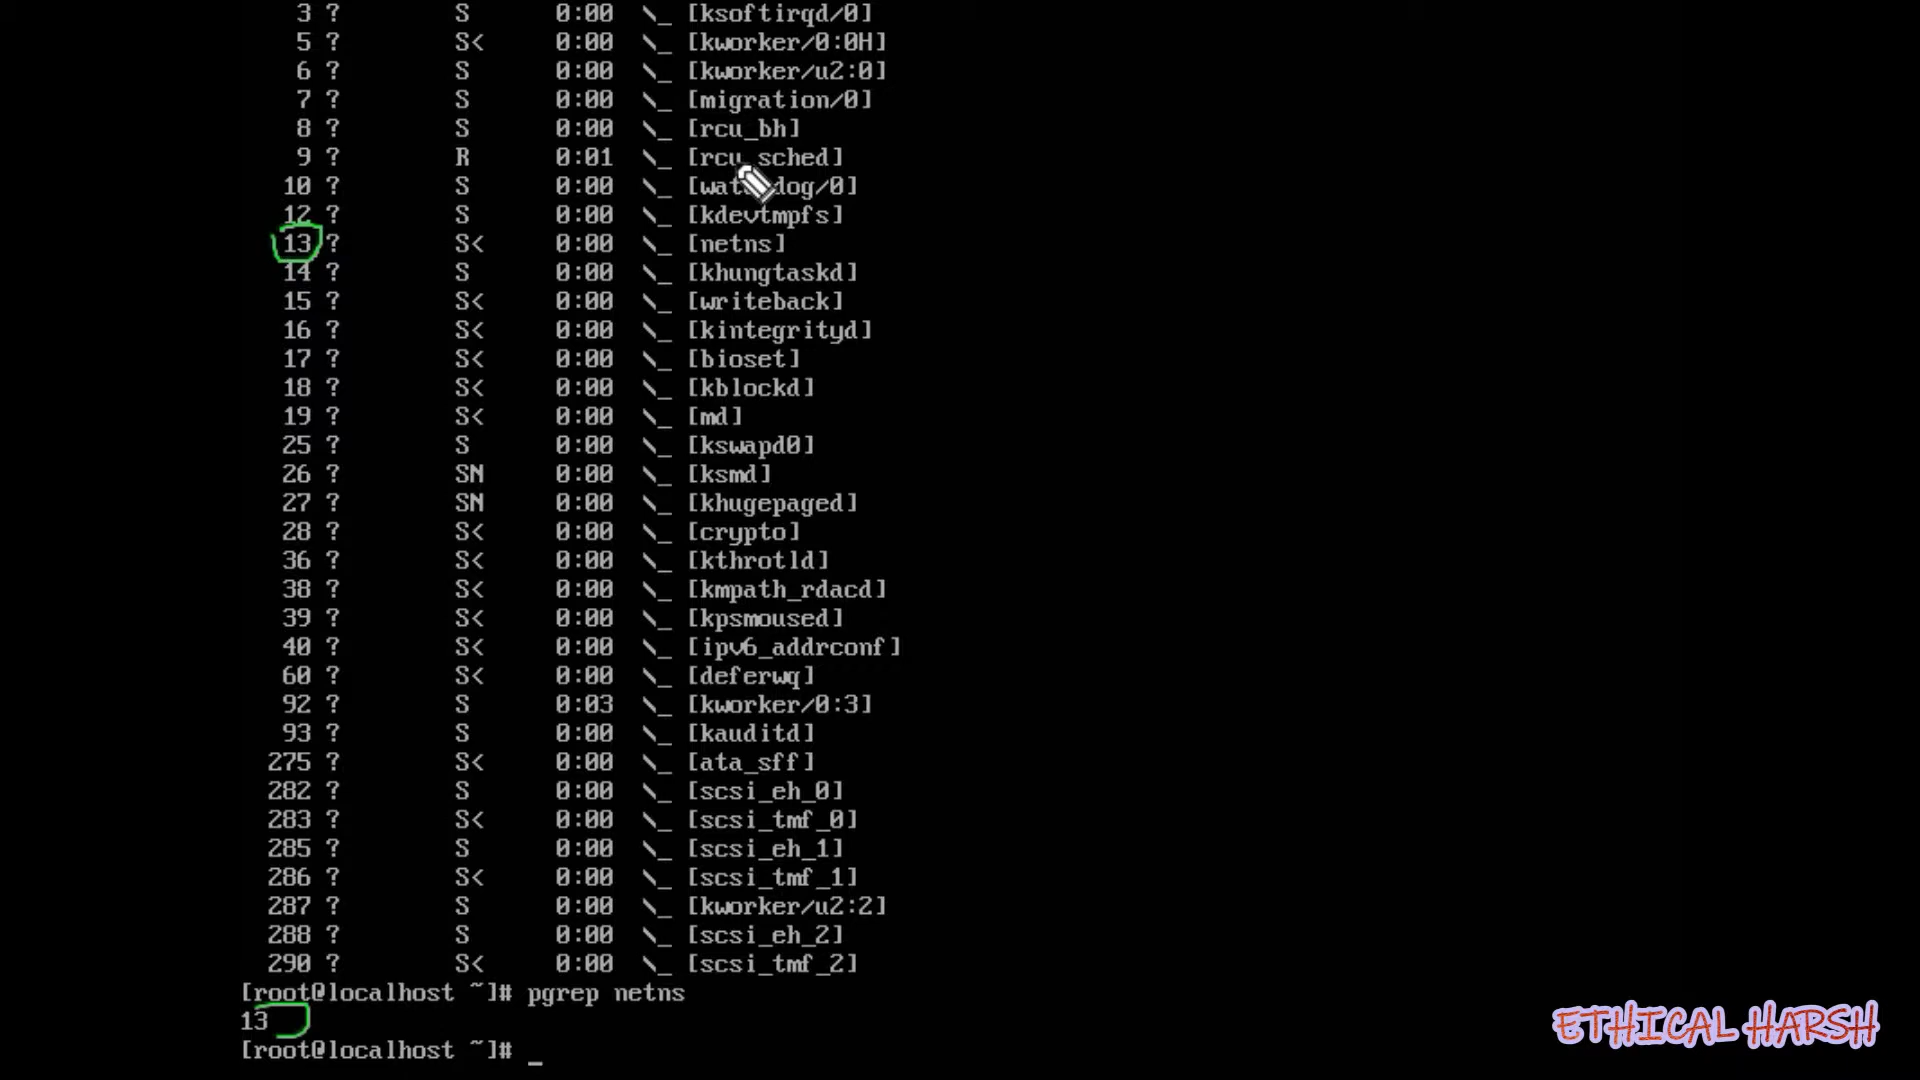 3 ? S 0:00 \_ [ksoftirqd/0]
5 ? S< 0:00 \_ [kworker/0:0H]
6 ? S 0:00 \_ [kworker/u2:0]
7 ? S 0:00 \_ [migration/0]
8 ? S 0:00 \_ [rcu_bh]
9 ? R 0:01 \_ [rcu_sched]
10 ? S 0:00 \_ [watchdog/0]
12 ? S 0:00 \_ [kdevtmpfs]
13 ? S< 0:00 \_ [netns]
14 ? S 0:00 \_ [khungtaskd]
15 ? S< 0:00 \_ [writeback]
16 ? S< 0:00 \_ [kintegrityd]
17 ? S< 0:00 \_ [bioset]
18 ? S< 0:00 \_ [kblockd]
19 ? S< 0:00 \_ [md]
25 ? S 0:00 \_ [kswapd0]
26 ? SN 0:00 \_ [ksmd]
27 ? SN 0:00 \_ [khugepaged]
28 ? S< 0:00 \_ [crypto]
36 ? S< 0:00 \_ [kthrotld]
38 ? S< 0:00 \_ [kmpath_rdacd]
39 ? S< 0:00 \_ [kpsmoused]
40 ? S< 0:00 \_ [ipv6_addrconf]
60 ? S< 0:00 \_ [deferwq]
92 ? S 0:03 \_ [kworker/0:3]
93 ? S 0:00 \_ [kauditd]
275 ? S< 0:00 \_ [ata_sff]
282 ? S 0:00 \_ [scsi_eh_0]
283 ? S< 0:00 \_ [scsi_tmf_0]
285 ? S 0:00 \_ [scsi_eh_1]
286 ? S< 0:00 \_ [scsi_tmf_1]
287 ? S 0:00 \_ [kworker/u2:2]
288 ? S 0:00 \_ [scsi_eh_2]
290 ? S< 0:00 \_ [scsi_tmf_2]
[root@localhost ~]# pgrep netns
13
[root@localhost ~]# _
ETHICAL HARSH